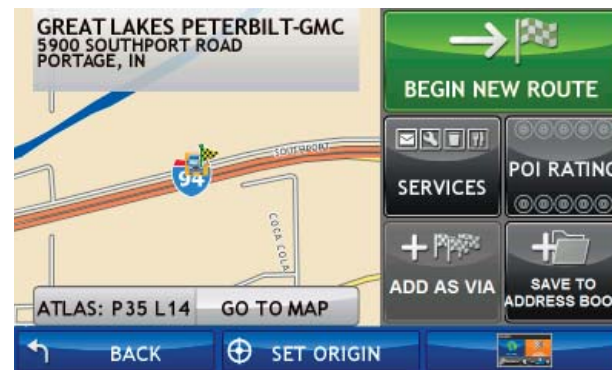 GREAT LAKES PETERBILT-GMC
5900 SOUTHPORT ROAD
PORTAGE, IN
BEGIN NEW ROUTE
SOUTHPORT
94
COCA COLA
SERVICES
POI RATING
ADD AS VIA
SAVE TO
ADDRESS BOO
ATLAS: P35 L14
GO TO MAP
BACK
SET ORIGIN